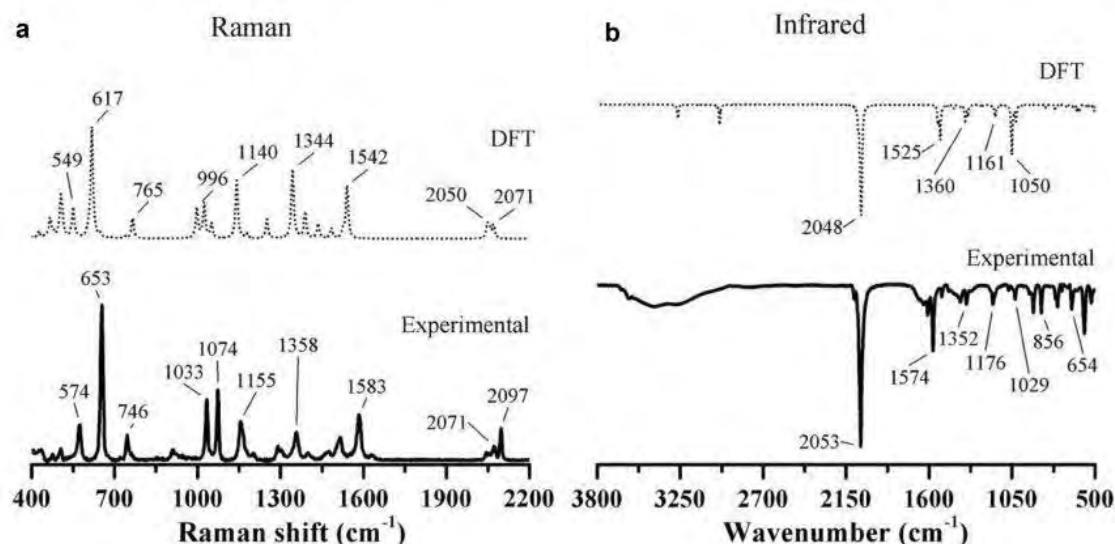 a
Raman
617
DFT
549
765
996
1140
1344
1542
2050
2071
653
Experimental
574
746
1033
1074
1155
1358
1583
2071
2097
400 700 1000 1300 1600 1900 2200
Raman shift (cm⁻¹)
b
Infrared
DFT
1525
1360
1161
1050
2048
Experimental
1574
1352
1176
1029
856
654
2053
3800 3250 2700 2150 1600 1050 500
Wavenumber (cm⁻¹)